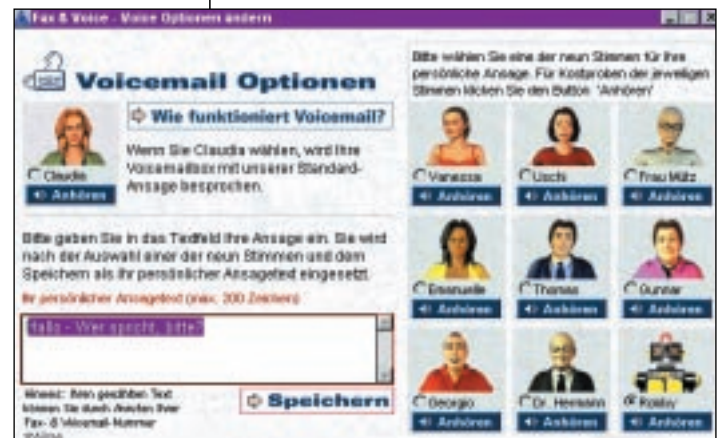 Fax & Voice - Voice Optionen ändern
Voicemail Optionen
Wie funktioniert Voicemail?
Claudia
Anhören
Wenn Sie Claudia wählen, wird Ihre
Voicemailbox mit unserer Standard-
Ansage besprochen.
Bitte geben Sie in das Textfeld Ihre Ansage ein. Sie wird
nach der Auswahl einer der neun Stimmen und dem
Speichern als Ihr persönlicher Ansagetext eingesetzt.
Ihr persönlicher Ansagetext (max. 200 Zeichen)
Hallo - Wer spricht, bitte?
Hinweis: Ihren gewählten Text
können Sie durch Anrufen Ihrer
Fax- & Voicemail-Nummer
Speichern
Bitte wählen Sie eine der neun Stimmen für Ihre
persönliche Ansage. Für Kostproben der jeweiligen
Stimmen klicken Sie den Button 'Anhören'
Vanessa Uschi Frau Mütz
Anhören Anhören Anhören
Emanuelle Thomas Gunnar
Anhören Anhören Anhören
Georgio Dr. Hermann
Anhören Anhören Anhören